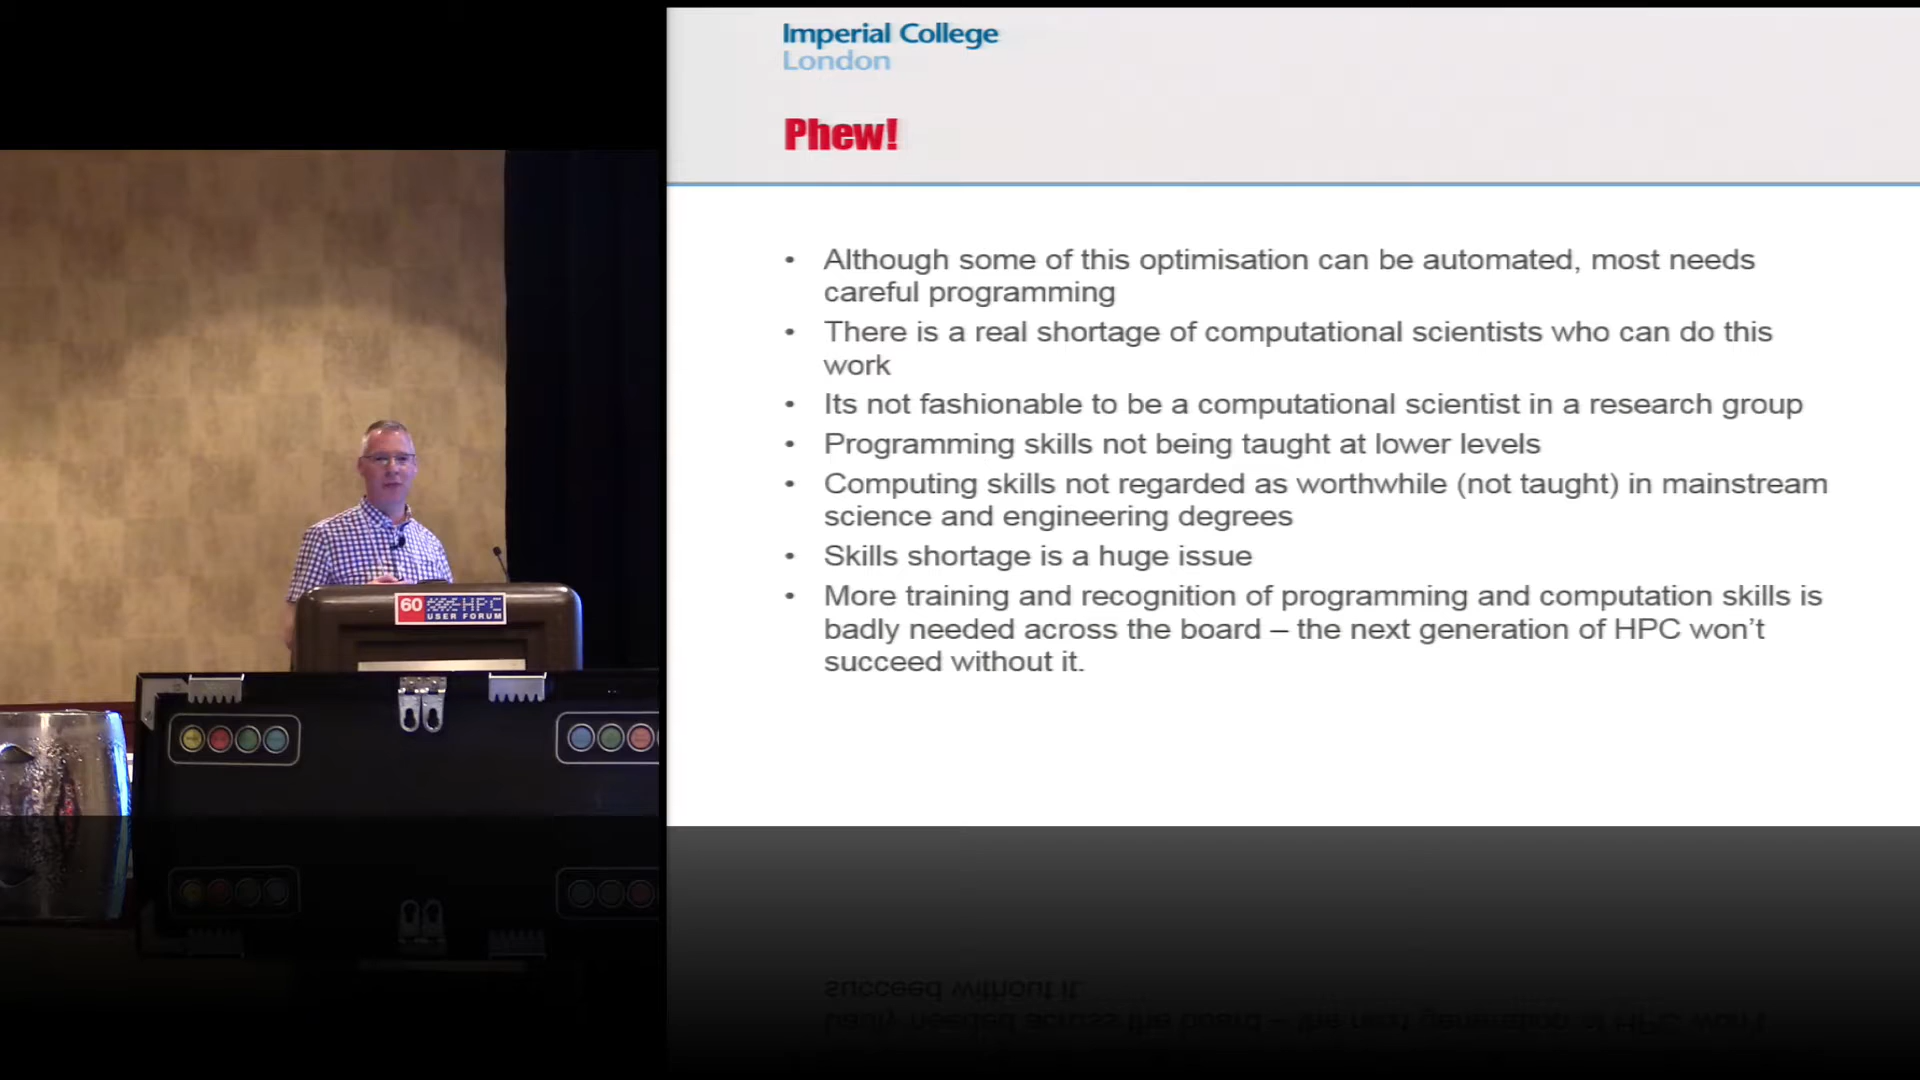 Imperial College
London
Phew!
• Although some of this optimisation can be automated, most needs
careful programming
• There is a real shortage of computational scientists who can do this
work
• Its not fashionable to be a computational scientist in a research group
• Programming skills not being taught at lower levels
• Computing skills not regarded as worthwhile (not taught) in mainstream
science and engineering degrees
• Skills shortage is a huge issue
• More training and recognition of programming and computation skills is
badly needed across the board – the next generation of HPC won’t
succeed without it.
60 HPC
USER FORUM